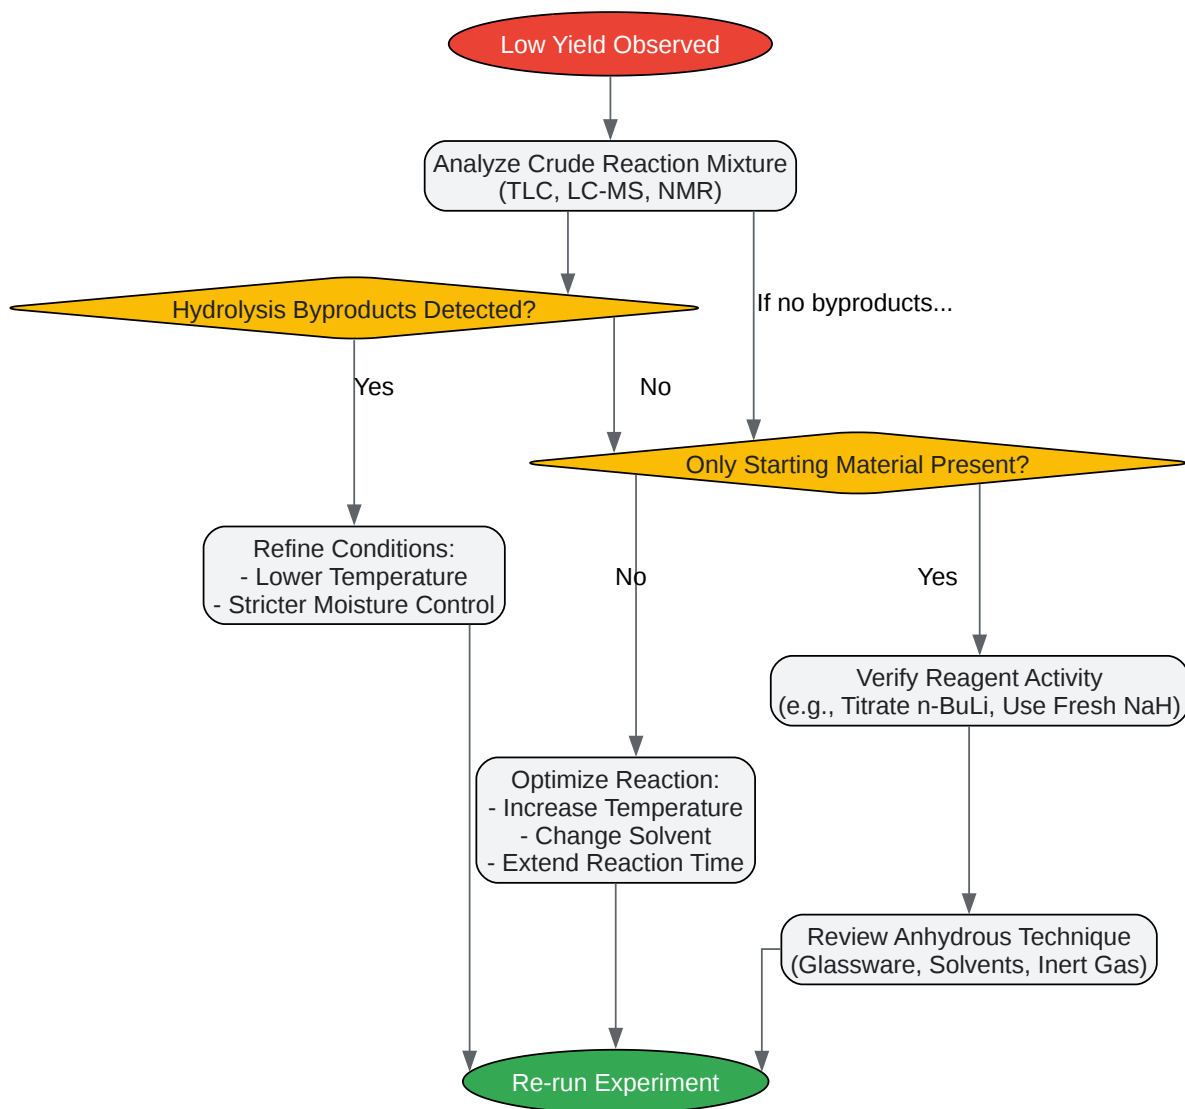 Low Yield Observed
Analyze Crude Reaction Mixture
(TLC, LC-MS, NMR)
Hydrolysis Byproducts Detected?
If no byproducts...
Yes
No
Only Starting Material Present?
Refine Conditions:
- Lower Temperature
- Stricter Moisture Control
No
Yes
Verify Reagent Activity
(e.g., Titrate n-BuLi, Use Fresh NaH)
Optimize Reaction:
- Increase Temperature
- Change Solvent
- Extend Reaction Time
Review Anhydrous Technique
(Glassware, Solvents, Inert Gas)
Re-run Experiment